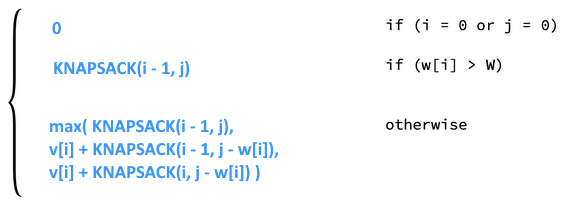 0 if (i = 0 or j = 0)
KNAPSACK(i - 1, j) if (w[i] > W)
max( KNAPSACK(i - 1, j), otherwise
v[i] + KNAPSACK(i - 1, j - w[i]),
v[i] + KNAPSACK(i, j - w[i]) )